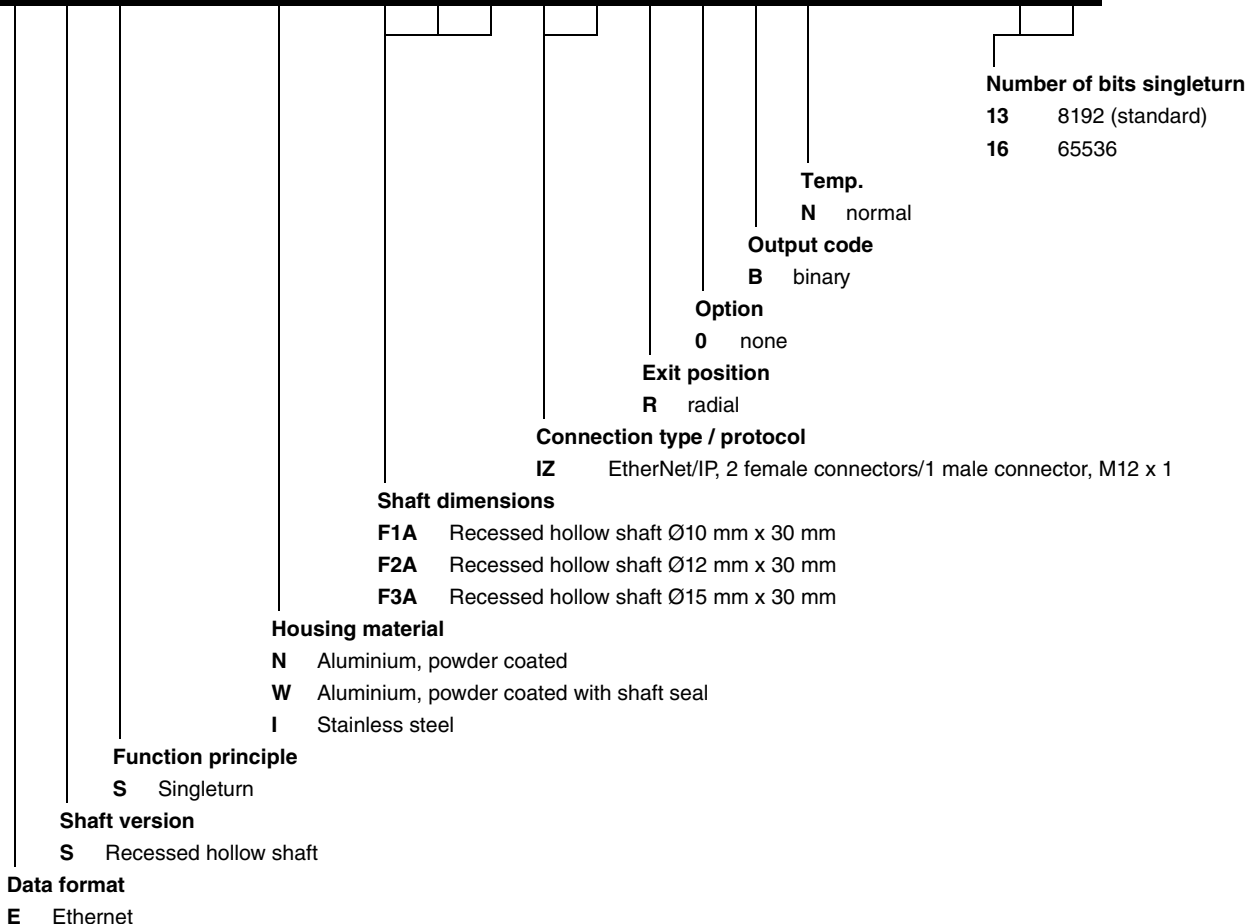 Number of bits singleturn
13 8192 (standard)
16 65536
Temp.
N normal
Output code
B binary
Option
0 none
Exit position
R radial
Connection type / protocol
IZ EtherNet/IP, 2 female connectors/1 male connector, M12 x 1
Shaft dimensions
F1A Recessed hollow shaft Ø10 mm x 30 mm
F2A Recessed hollow shaft Ø12 mm x 30 mm
F3A Recessed hollow shaft Ø15 mm x 30 mm
Housing material
N Aluminium, powder coated
W Aluminium, powder coated with shaft seal
I Stainless steel
Function principle
S Singleturn
Shaft version
S Recessed hollow shaft
Data format
E Ethernet